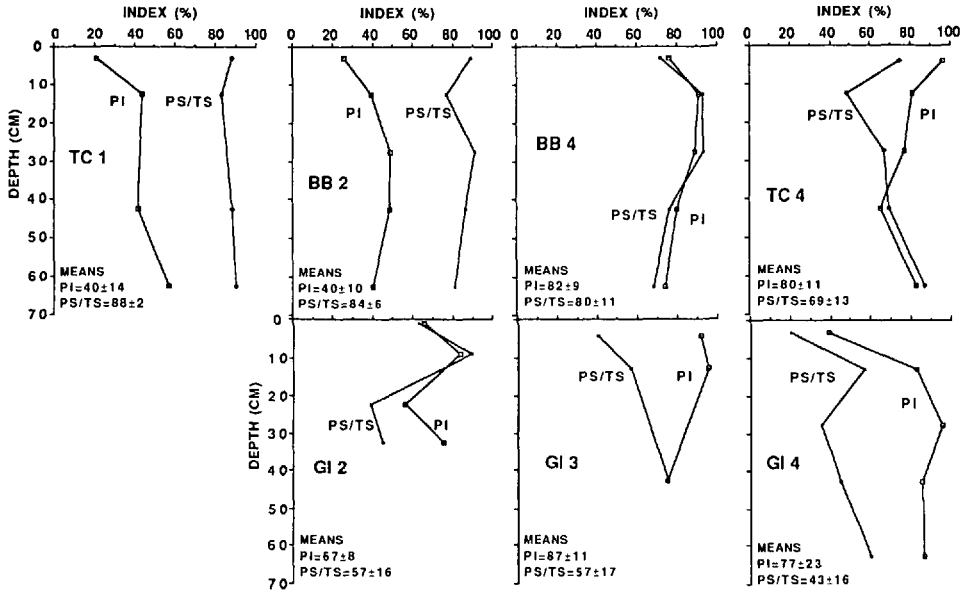 INDEX (%)
0 20 40 60 80 100
INDEX (%)
0 20 40 60 80 100
INDEX (%)
0 20 40 60 80 100
INDEX (%)
0 20 40 60 80 100
DEPTH (CM)
0
10
20
30
40
50
60
70
PI
PS/TS
TC 1
MEANS
PI=40±14
PS/TS=88±2
PI
PS/TS
BB 2
MEANS
PI=40±10
PS/TS=84±6
BB 4
PS/TS
PI
MEANS
PI=82±9
PS/TS=80±11
PS/TS
PI
TC 4
MEANS
PI=80±11
PS/TS=69±13
DEPTH (CM)
0
10
20
30
40
50
60
70
PS/TS
PI
GI 2
MEANS
PI=67±8
PS/TS=57±16
PS/TS
PI
GI 3
MEANS
PI=87±11
PS/TS=57±17
PS/TS
PI
GI 4
MEANS
PI=77±23
PS/TS=43±16